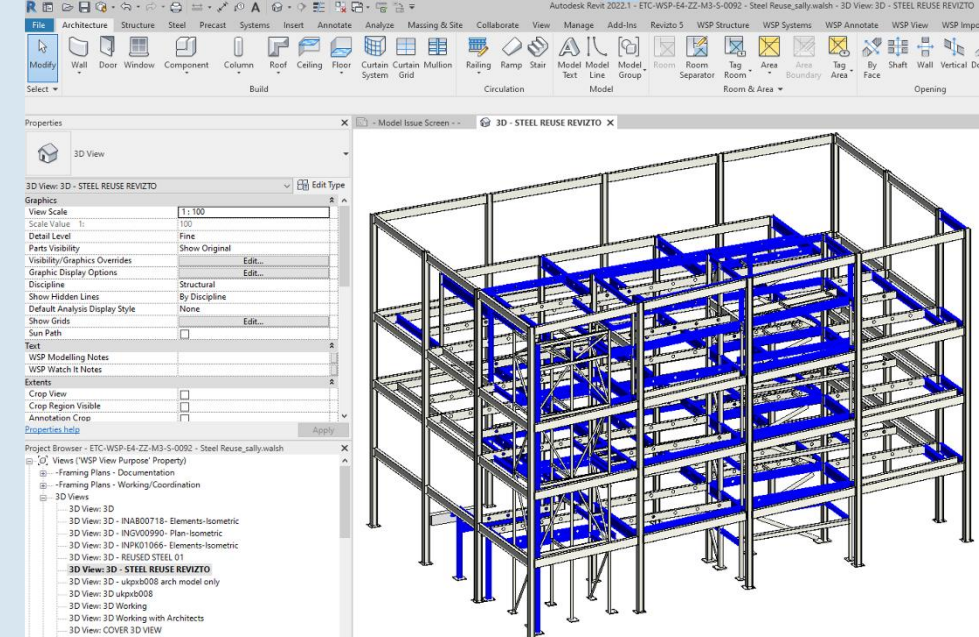 Autodesk Revit 2022.1 - ETC-WSP-E4-ZZ-M3-S-0092 - Steel Reuse_sally.walsh - 3D View: 3D - STEEL REUSE REVIZTO
File Architecture Structure Steel Precast Systems Insert Annotate Analyze Massing & Site Collaborate View Manage Add-Ins Revizto 5 WSP Structure WSP Systems WSP Annotate WSP View WSP Impo
Modify Wall Door Window Component Column Roof Ceiling Floor Curtain System Curtain Grid Mullion Railing Ramp Stair Model Text Model Line Model Group Room Room Separator Tag Room Area Area Boundary Tag Area By Face Shaft Wall Vertical
Select Build Circulation Model Room & Area Opening
Properties X - Model Issue Screen - - 3D - STEEL REUSE REVIZTO X
3D View
3D View: 3D - STEEL REUSE REVIZTO Edit Type
Graphics
View Scale 1 : 100
Scale Value 1: 100
Detail Level Fine
Parts Visibility Show Original
Visibility/Graphics Overrides Edit...
Graphic Display Options Edit...
Discipline Structural
Show Hidden Lines By Discipline
Default Analysis Display Style None
Show Grids Edit...
Sun Path
Text
WSP Modelling Notes
WSP Watch It Notes
Extents
Crop View
Crop Region Visible
Annotation Crop
Properties help Apply
Project Browser - ETC-WSP-E4-ZZ-M3-S-0092 - Steel Reuse_sally.walsh X
Views ('WSP View Purpose' Property)
-Framing Plans - Documentation
-Framing Plans - Working/Coordination
3D Views
3D View: 3D
3D View: 3D - INAB00718- Elements-Isometric
3D View: 3D - INGV00990- Plan-Isometric
3D View: 3D - INPK01066- Elements-Isometric
3D View: 3D - REUSED STEEL 01
3D View: 3D - STEEL REUSE REVIZTO
3D View: 3D - ukpxb008 arch model only
3D View: 3D ukpxb008
3D View: 3D Working
3D View: 3D Working with Architects
3D View: COVER 3D VIEW